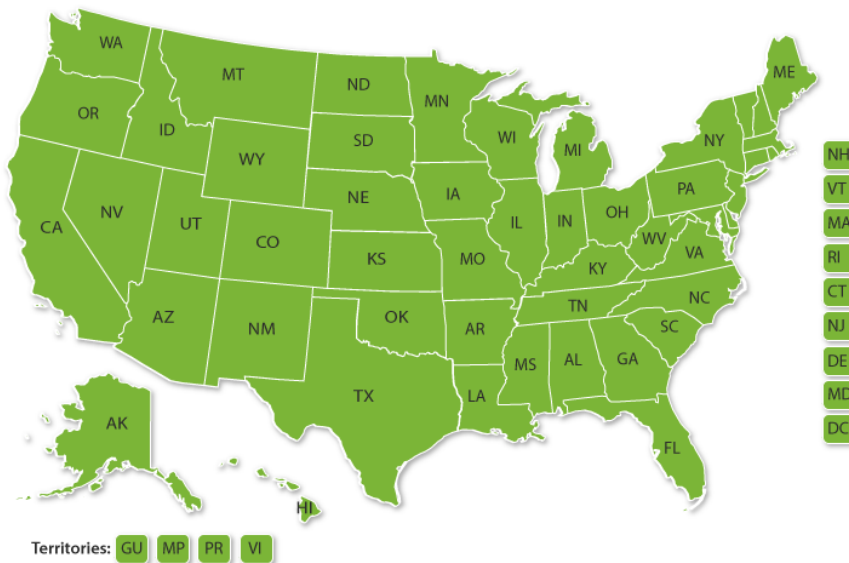 WA
MT
ND
MN
ME
OR
ID
SD
WI
MI
NY
WY
NH
VT
NE
IA
PA
CA
NV
UT
CO
IL
IN
OH
MA
WV
VA
KS
MO
KY
RI
CT
AZ
NM
OK
AR
TN
NC
SC
NJ
TX
LA
MS
AL
GA
DE
MD
AK
FL
DC
HI
Territories: GU MP PR VI